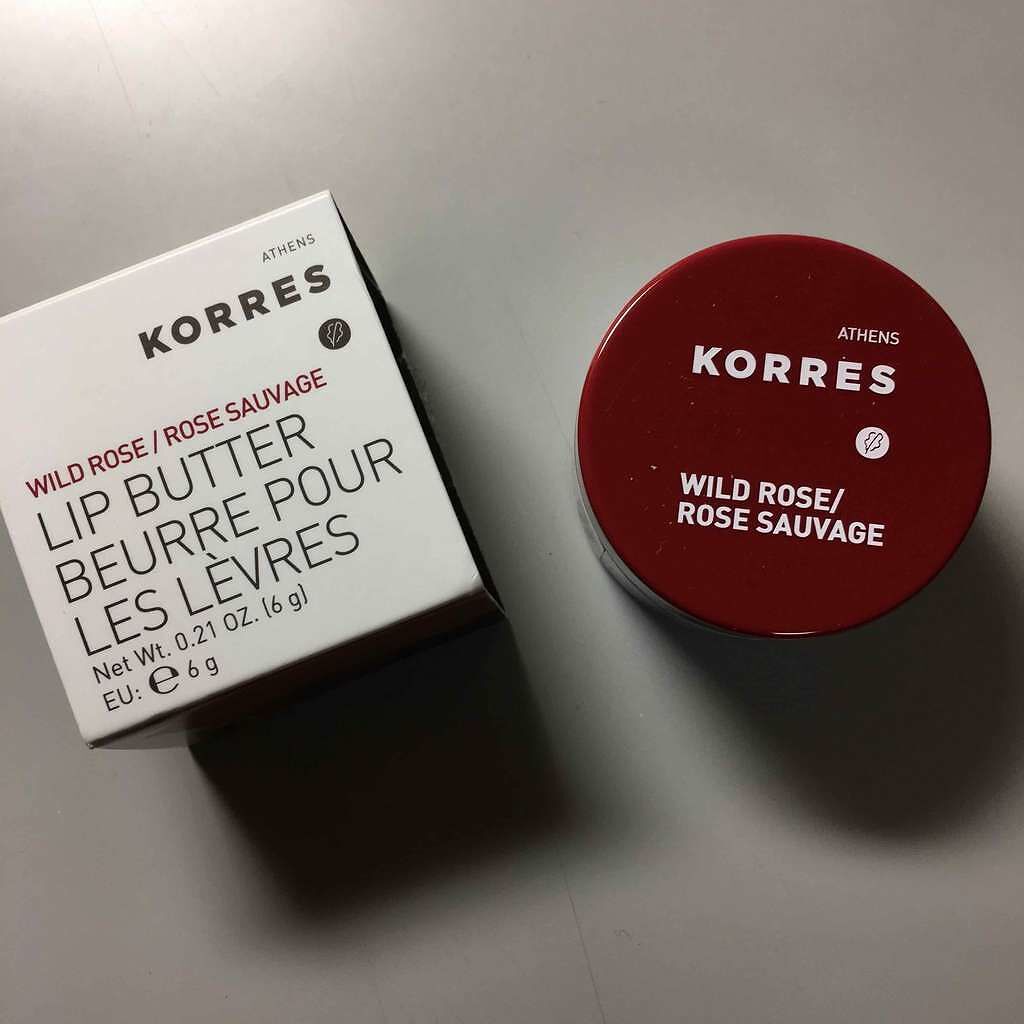 ATHENS
KORRES
WILD ROSE / ROSE SAUVAGE
LIP BUTTER
BEURRE POUR
LES LÈVRES
Net Wt. 0.21 OZ. (6 g)
EU: ℮ 6 g
ATHENS
KORRES
WILD ROSE/
ROSE SAUVAGE